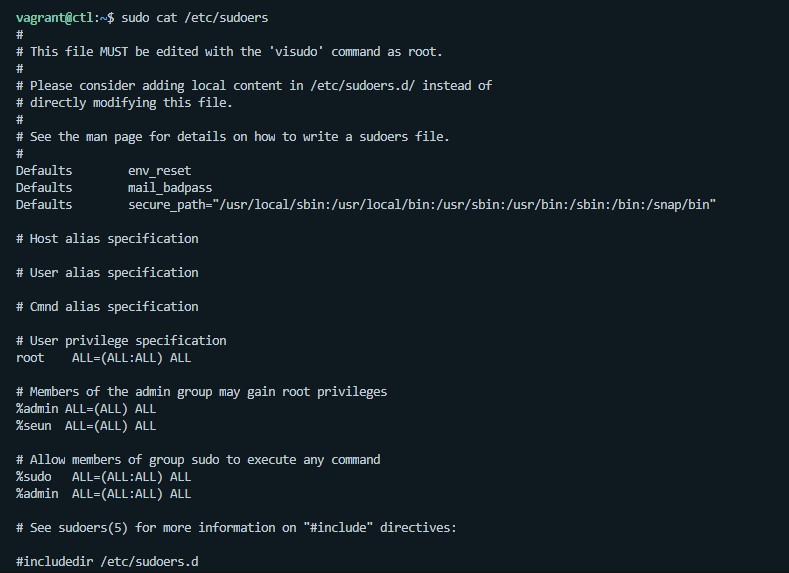 vagrant@ctl:~$ sudo cat /etc/sudoers
#
# This file MUST be edited with the 'visudo' command as root.
#
# Please consider adding local content in /etc/sudoers.d/ instead of
# directly modifying this file.
#
# See the man page for details on how to write a sudoers file.
#
Defaults        env_reset
Defaults        mail_badpass
Defaults        secure_path="/usr/local/sbin:/usr/local/bin:/usr/sbin:/usr/bin:/sbin:/bin:/snap/bin"

# Host alias specification

# User alias specification

# Cmnd alias specification

# User privilege specification
root    ALL=(ALL:ALL) ALL

# Members of the admin group may gain root privileges
%admin ALL=(ALL) ALL
%seun  ALL=(ALL) ALL

# Allow members of group sudo to execute any command
%sudo   ALL=(ALL:ALL) ALL
%admin  ALL=(ALL:ALL) ALL

# See sudoers(5) for more information on "#include" directives:

#includedir /etc/sudoers.d